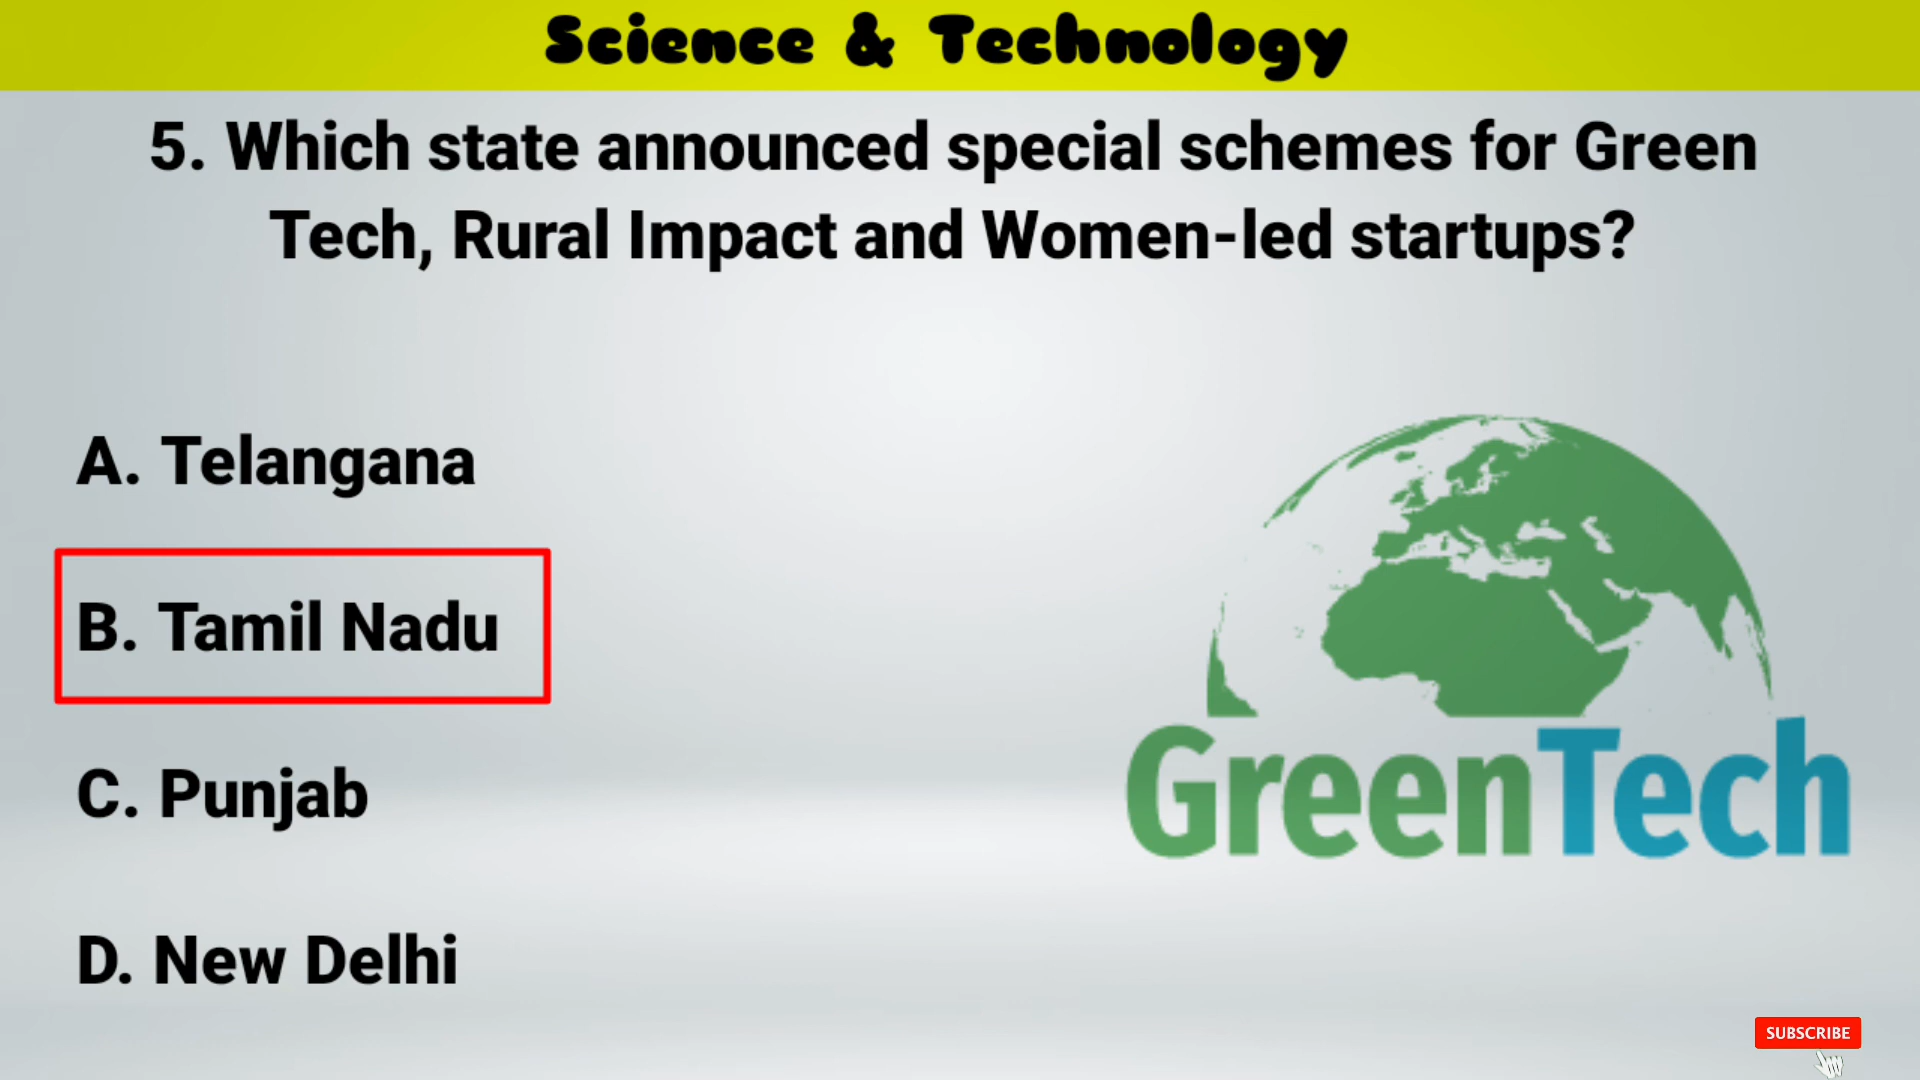 Science & Technology
5. Which state announced special schemes for Green
Tech, Rural Impact and Women-led startups?
A. Telangana
B. Tamil Nadu
C. Punjab
D. New Delhi
GreenTech
SUBSCRIBE